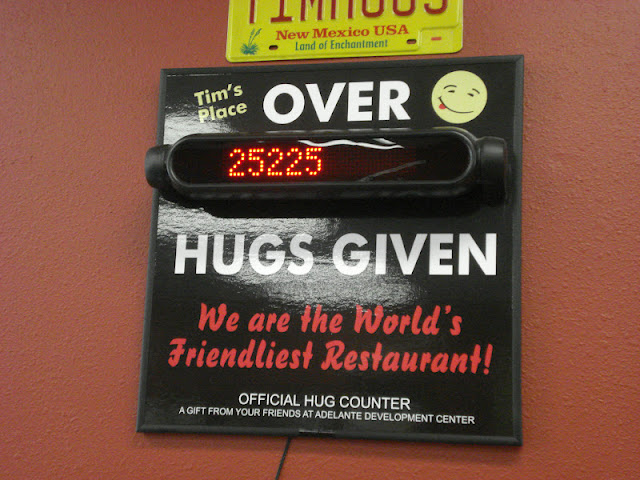 New Mexico USA
Land of Enchantment
Tim's
Place
OVER
25225
HUGS GIVEN
We are the World's
Friendliest Restaurant!
OFFICIAL HUG COUNTER
A GIFT FROM YOUR FRIENDS AT ADELANTE DEVELOPMENT CENTER